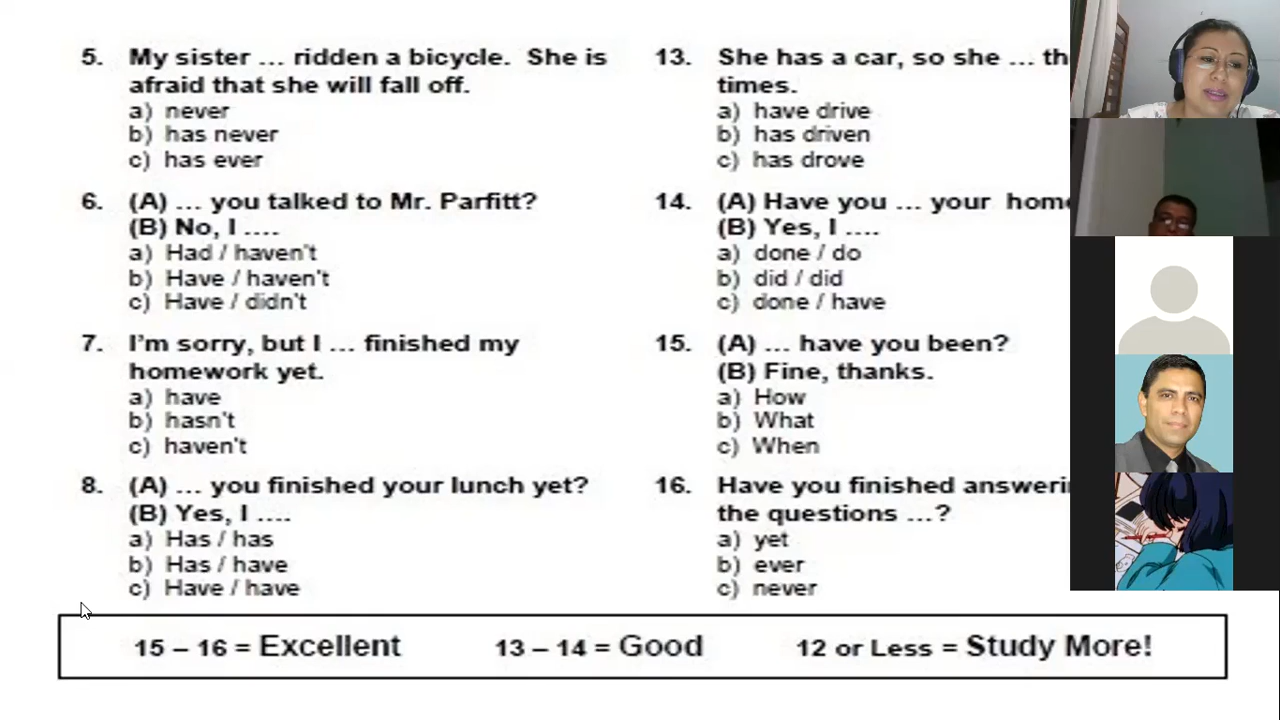 5. My sister ... ridden a bicycle. She is
afraid that she will fall off.
a) never
b) has never
c) has ever
6. (A) ... you talked to Mr. Parfitt?
(B) No, I ....
a) Had / haven't
b) Have / haven't
c) Have / didn't
7. I'm sorry, but I ... finished my
homework yet.
a) have
b) hasn't
c) haven't
8. (A) ... you finished your lunch yet?
(B) Yes, I ....
a) Has / has
b) Has / have
c) Have / have
13. She has a car, so she ...
times.
a) have drive
b) has driven
c) has drove
14. (A) Have you ... your
(B) Yes, I ....
a) done / do
b) did / did
c) done / have
15. (A) ... have you been?
(B) Fine, thanks.
a) How
b) What
c) When
16. Have you finished
the questions ...?
a) yet
b) ever
c) never
15 – 16 = Excellent 13 – 14 = Good 12 or Less = Study More!